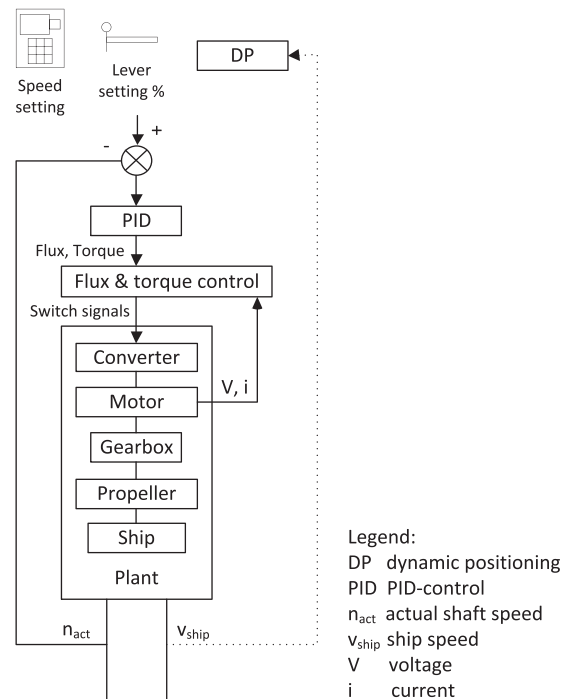 Speed
setting
Lever
setting %
DP
+
-
PID
Flux, Torque
Flux & torque control
Switch signals
Converter
Motor
V, i
Gearbox
Propeller
Ship
Plant
n_act
v_ship
Legend:
DP dynamic positioning
PID PID-control
n_act actual shaft speed
v_ship ship speed
V voltage
i current